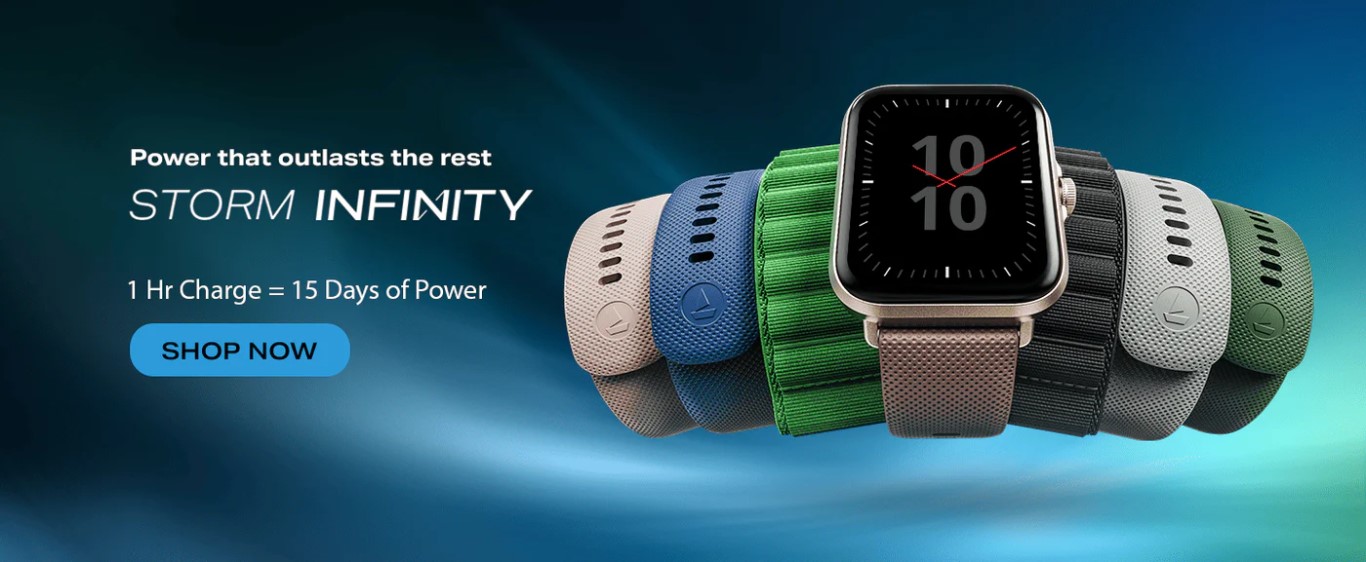 Power that outlasts the rest
STORM INFINITY
1 Hr Charge = 15 Days of Power
SHOP NOW
10
10